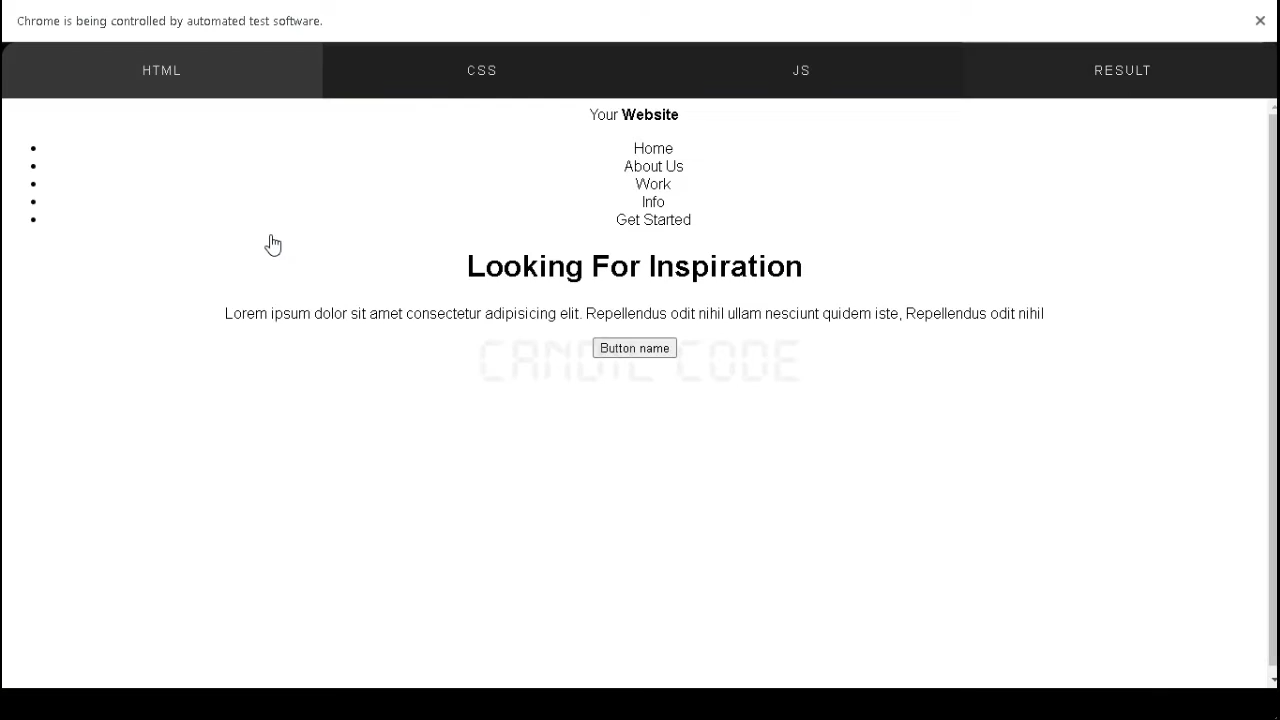 Chrome is being controlled by automated test software.
HTML
CSS
JS
RESULT
Your Website
Home
About Us
Work
Info
Get Started
Looking For Inspiration
Lorem ipsum dolor sit amet consectetur adipisicing elit. Repellendus odit nihil ullam nesciunt quidem iste, Repellendus odit nihil
Button name
CANDIL CODE